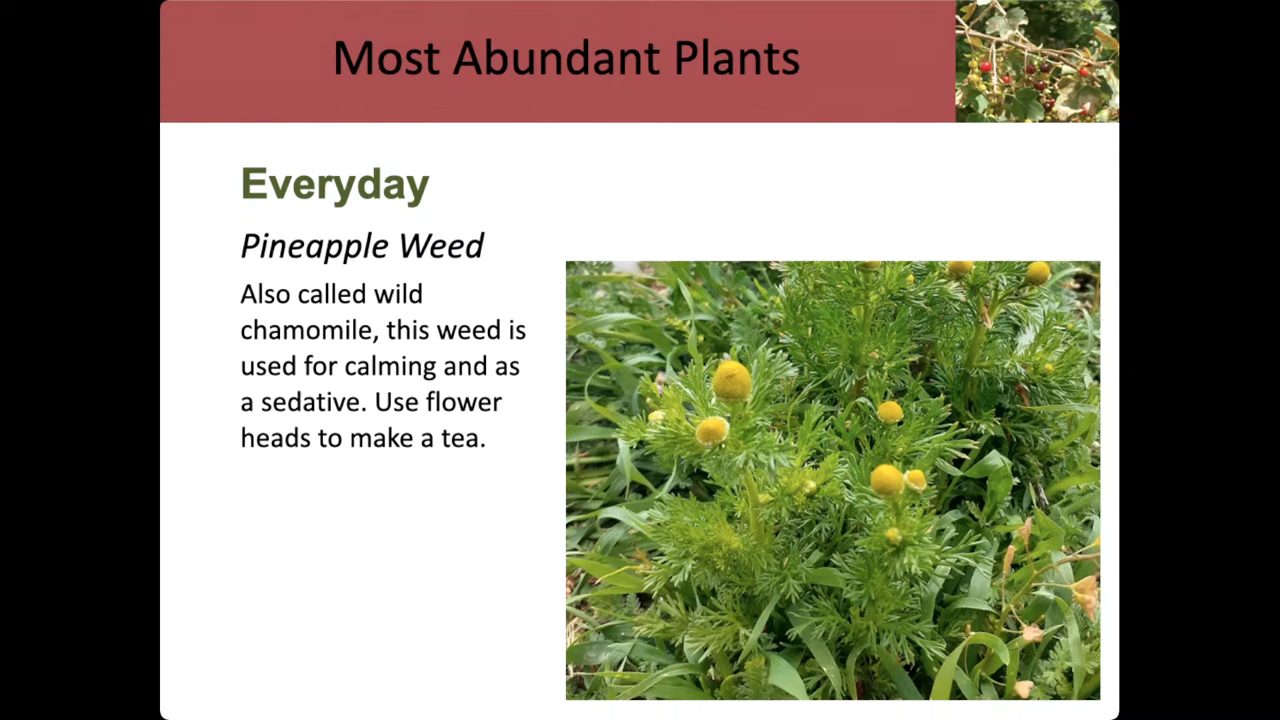 Most Abundant Plants
Everyday
Pineapple Weed
Also called wild
chamomile, this weed is
used for calming and as
a sedative. Use flower
heads to make a tea.